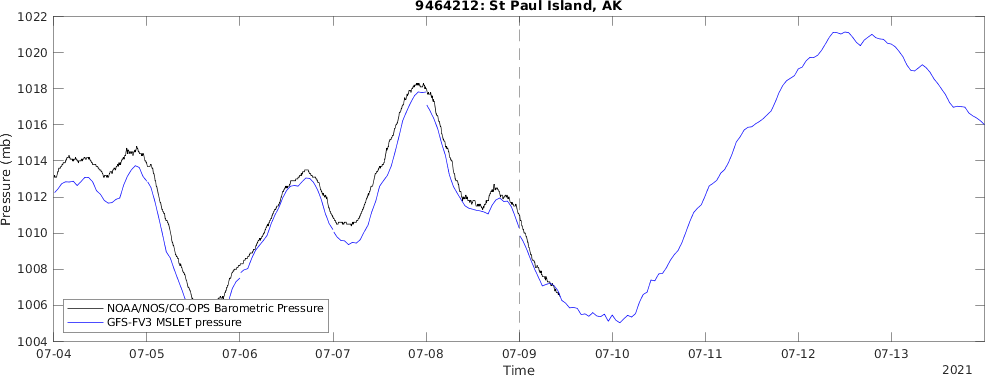 9464212: St Paul Island, AK
Pressure (mb)
1022
1020
1018
1016
1014
1012
1010
1008
1006
1004
NOAA/NOS/CO-OPS Barometric Pressure
GFS-FV3 MSLET pressure
07-04 07-05 07-06 07-07 07-08 07-09 07-10 07-11 07-12 07-13
Time
2021